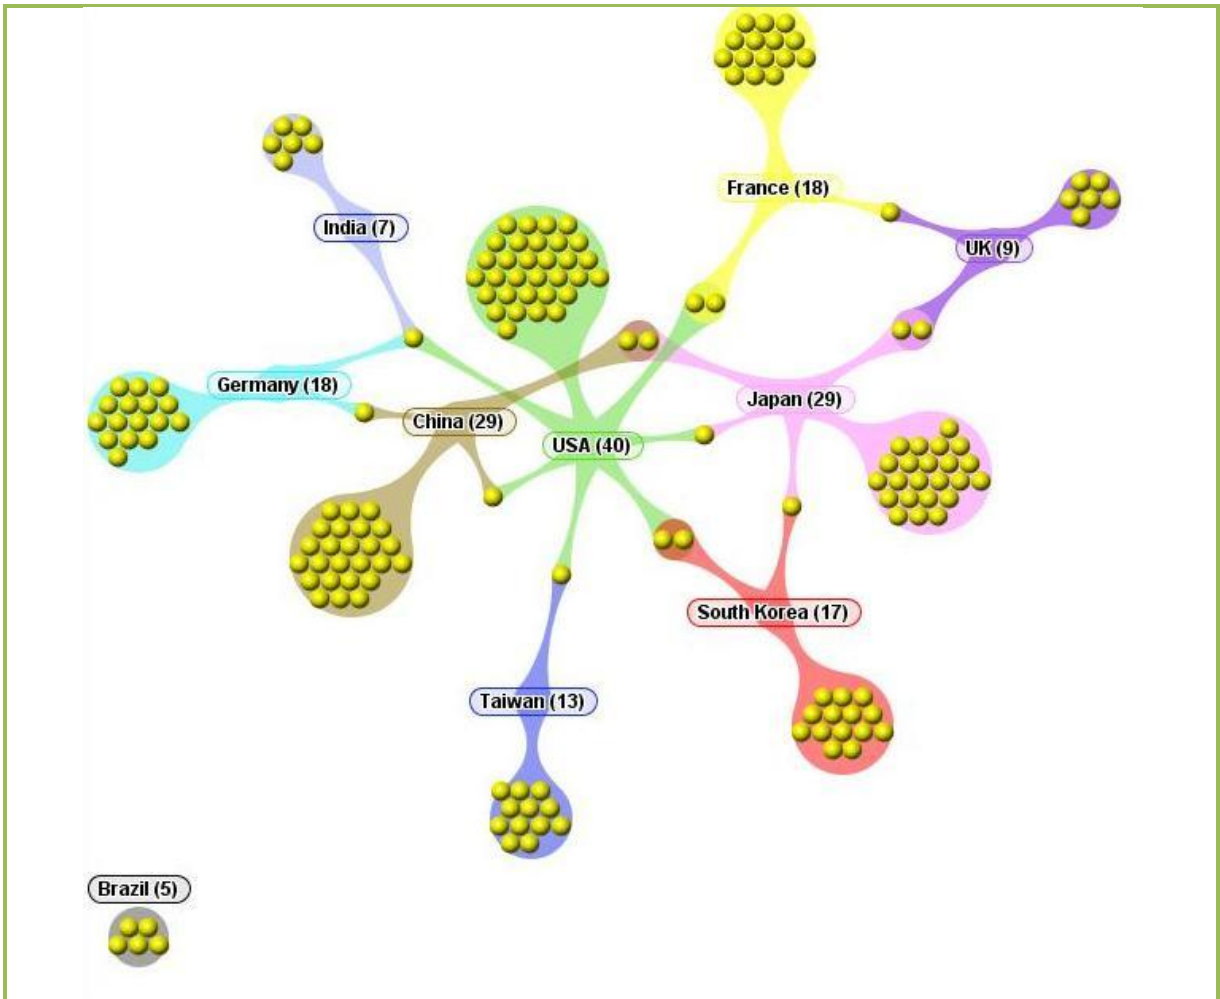 France (18)
India (7)
UK (9)
Germany (18)
Japan (29)
China (29)
USA (40)
South Korea (17)
Taiwan (13)
Brazil (5)